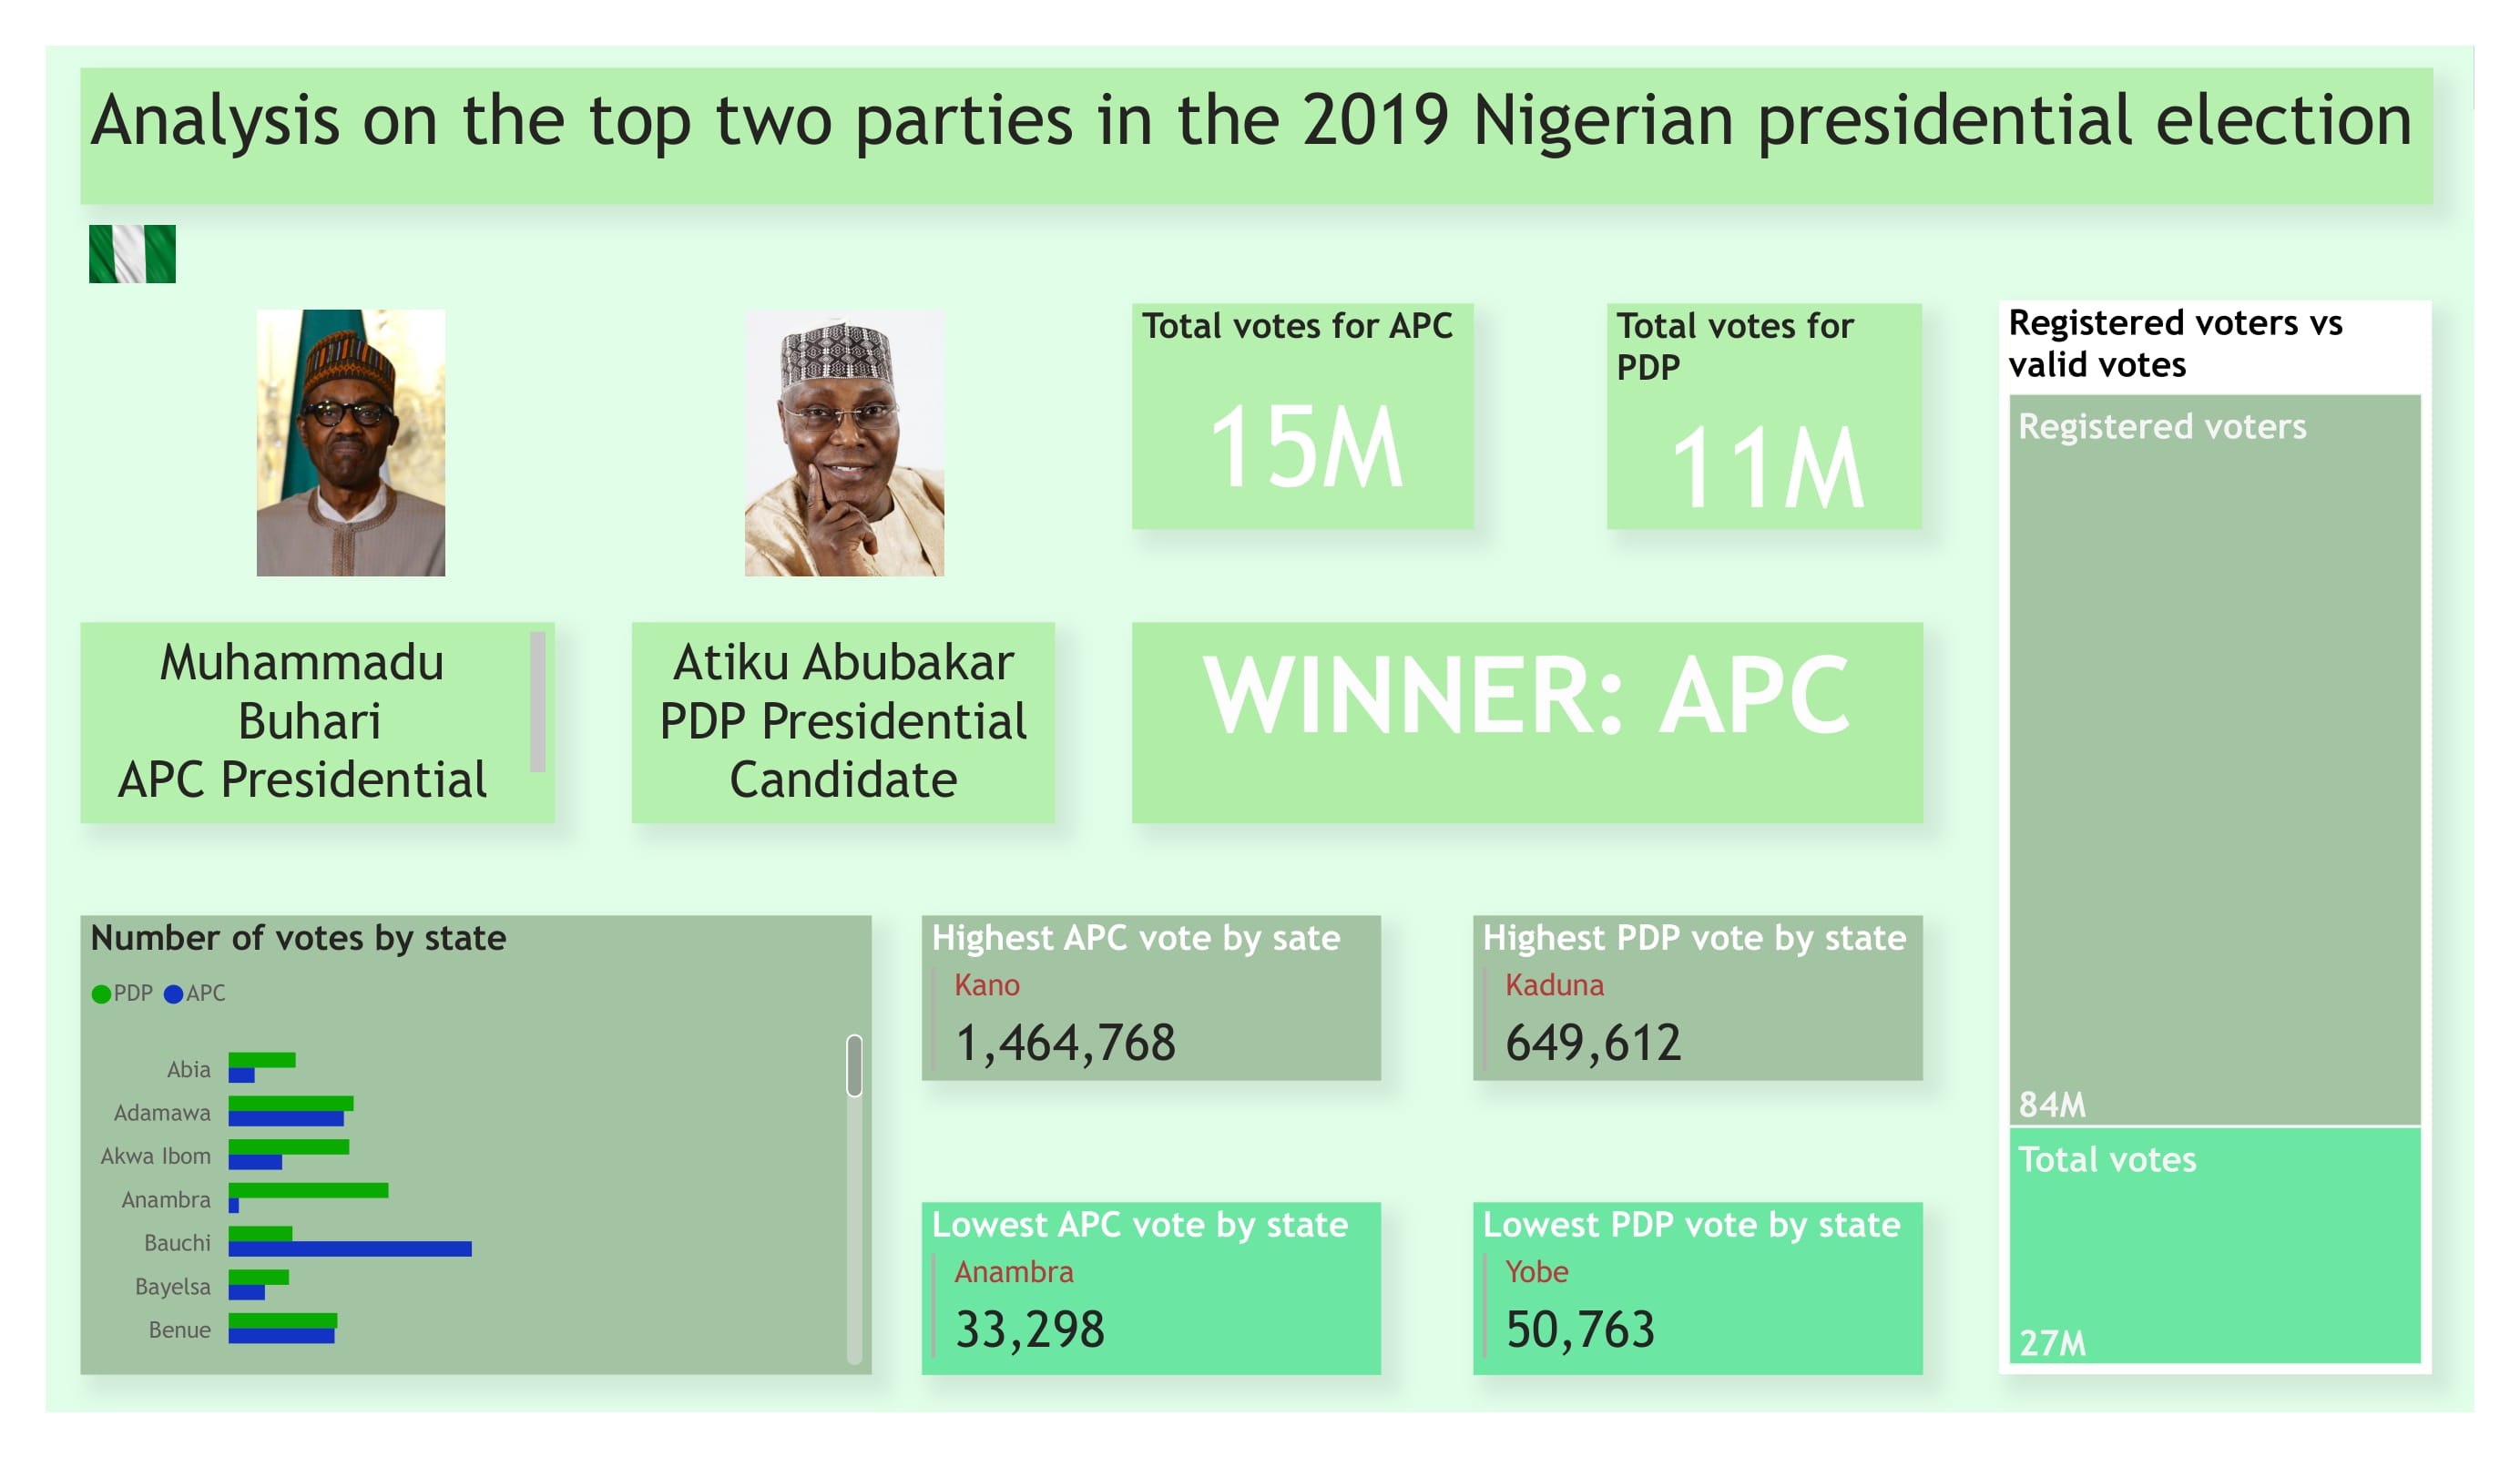 Analysis on the top two parties in the 2019 Nigerian presidential election
Total votes for APC
15M
Total votes for
PDP
11M
Registered voters vs
valid votes
Registered voters
84M
Total votes
27M
Muhammadu
Buhari
APC Presidential
Atiku Abubakar
PDP Presidential
Candidate
WINNER: APC
Number of votes by state
PDP APC
Abia
Adamawa
Akwa Ibom
Anambra
Bauchi
Bayelsa
Benue
Highest APC vote by sate
Kano
1,464,768
Highest PDP vote by state
Kaduna
649,612
Lowest APC vote by state
Anambra
33,298
Lowest PDP vote by state
Yobe
50,763